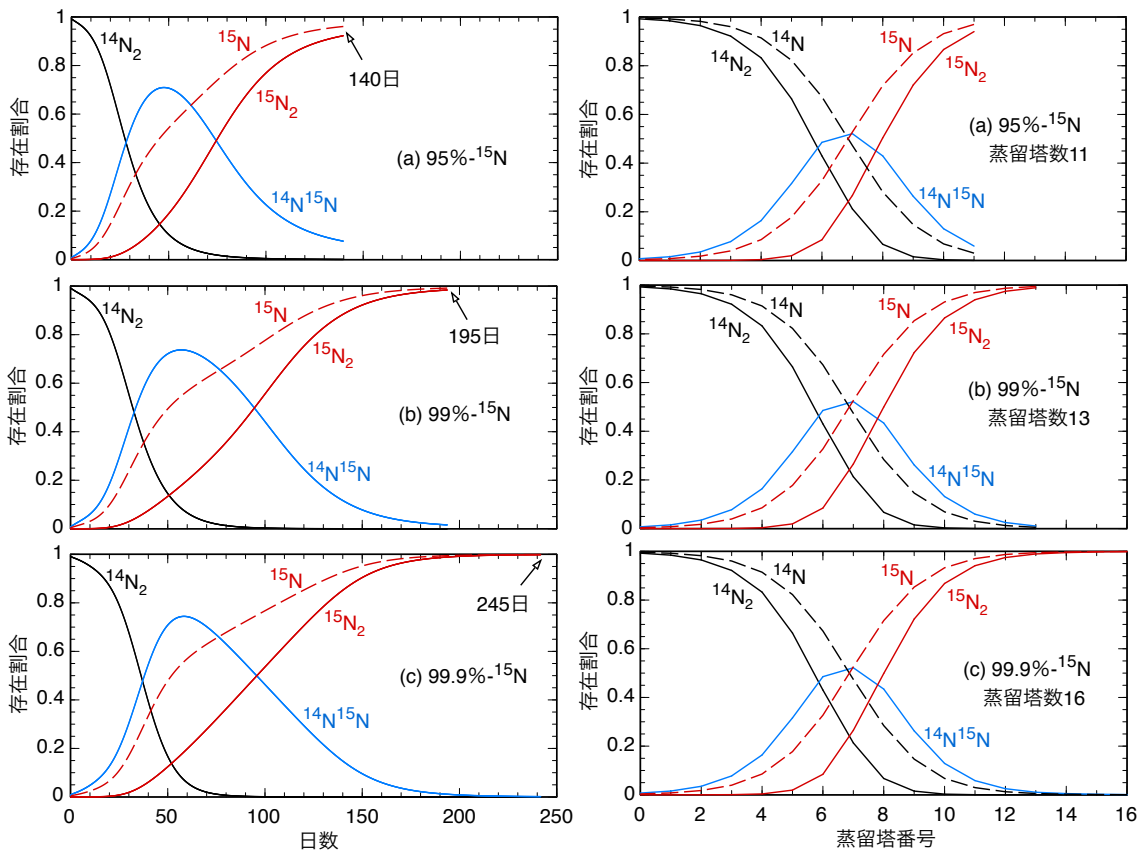 存在割合
1
0.8
0.6
0.4
0.2
0
¹⁴N₂
¹⁵N
140日
¹⁵N₂
(a) 95%-¹⁵N
¹⁴N¹⁵N
存在割合
1
0.8
0.6
0.4
0.2
0
¹⁴N
¹⁴N₂
¹⁵N
¹⁵N₂
(a) 95%-¹⁵N
蒸留塔数11
¹⁴N¹⁵N
存在割合
1
0.8
0.6
0.4
0.2
0
¹⁴N₂
¹⁵N
195日
¹⁵N₂
(b) 99%-¹⁵N
¹⁴N¹⁵N
存在割合
1
0.8
0.6
0.4
0.2
0
¹⁴N
¹⁴N₂
¹⁵N
¹⁵N₂
(b) 99%-¹⁵N
蒸留塔数13
¹⁴N¹⁵N
存在割合
1
0.8
0.6
0.4
0.2
0
¹⁴N₂
¹⁵N
245日
¹⁵N₂
(c) 99.9%-¹⁵N
¹⁴N¹⁵N
0 50 100 150 200 250
日数
存在割合
1
0.8
0.6
0.4
0.2
0
¹⁴N
¹⁴N₂
¹⁵N
¹⁵N₂
(c) 99.9%-¹⁵N
蒸留塔数16
¹⁴N¹⁵N
0 2 4 6 8 10 12 14 16
蒸留塔番号